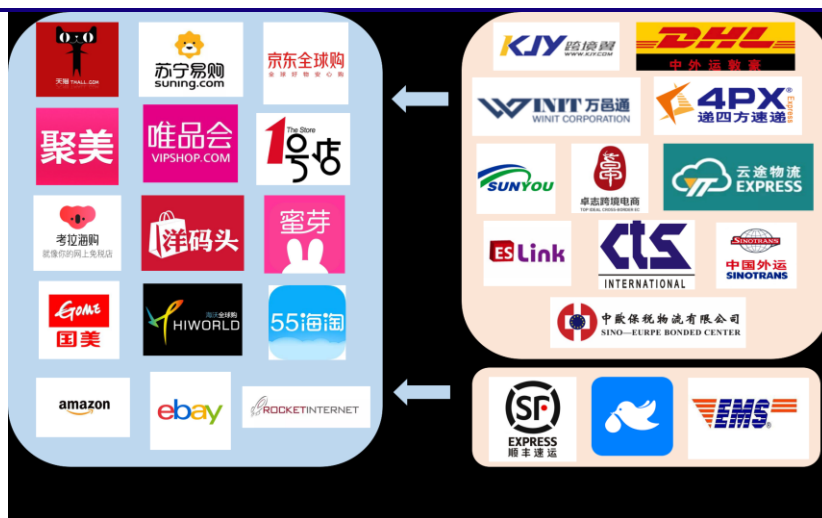 天猫 TMALL.COM
苏宁易购
suning.com
京东全球购
全球好物安心购
聚美
唯品会
VIPSHOP.COM
The Store
1号店
考拉海购
就像你的网上免税店
洋码头
蜜芽
GOME
国美
海沃全球购
HIWORLD
55海淘
amazon
ebay
ROCKETINTERNET
KJY 跨境翼
WWW.KJY.COM
DHL
中外运敦豪
WINIT 万邑通
WINIT CORPORATION
4PX Express
递四方速递
SUNYOU
卓志跨境电商
TOP IDEAL CROSS-BORDER EC
云途物流
EXPRESS
ES Link
CTS
INTERNATIONAL
SINOTRANS
中国外运
SINOTRANS
中欧保税物流有限公司
SINO—EURPE BONDED CENTER
SF
EXPRESS
顺丰速运
EMS